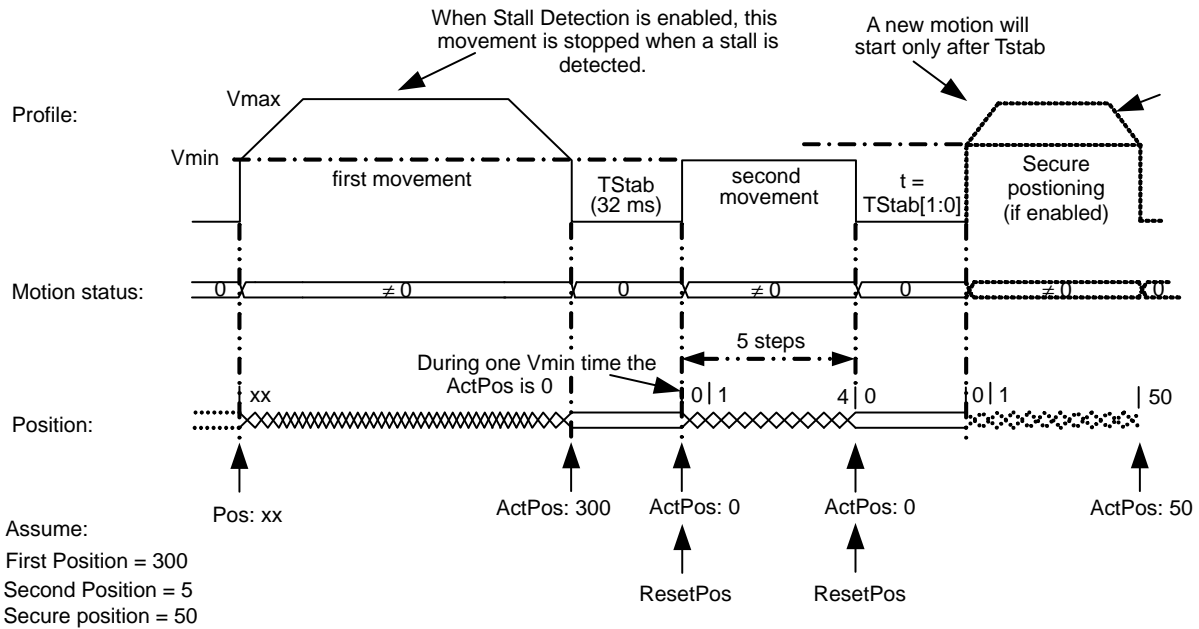 When Stall Detection is enabled, this
movement is stopped when a stall is
detected.
A new motion will
start only after Tstab
Profile:
Vmax
Vmin
first movement
TStab
(32 ms)
second
movement
t =
TStab[1:0]
Secure
postioning
(if enabled)
Motion status:
0
≠ 0
0
≠ 0
0
≠ 0
0
5 steps
During one Vmin time the
ActPos is 0
Position:
xx
0|1
4|0
0|1
|50
Pos: xx
ActPos: 300
ActPos: 0
ActPos: 0
ActPos: 50
ResetPos
ResetPos
Assume:
First Position = 300
Second Position = 5
Secure position = 50